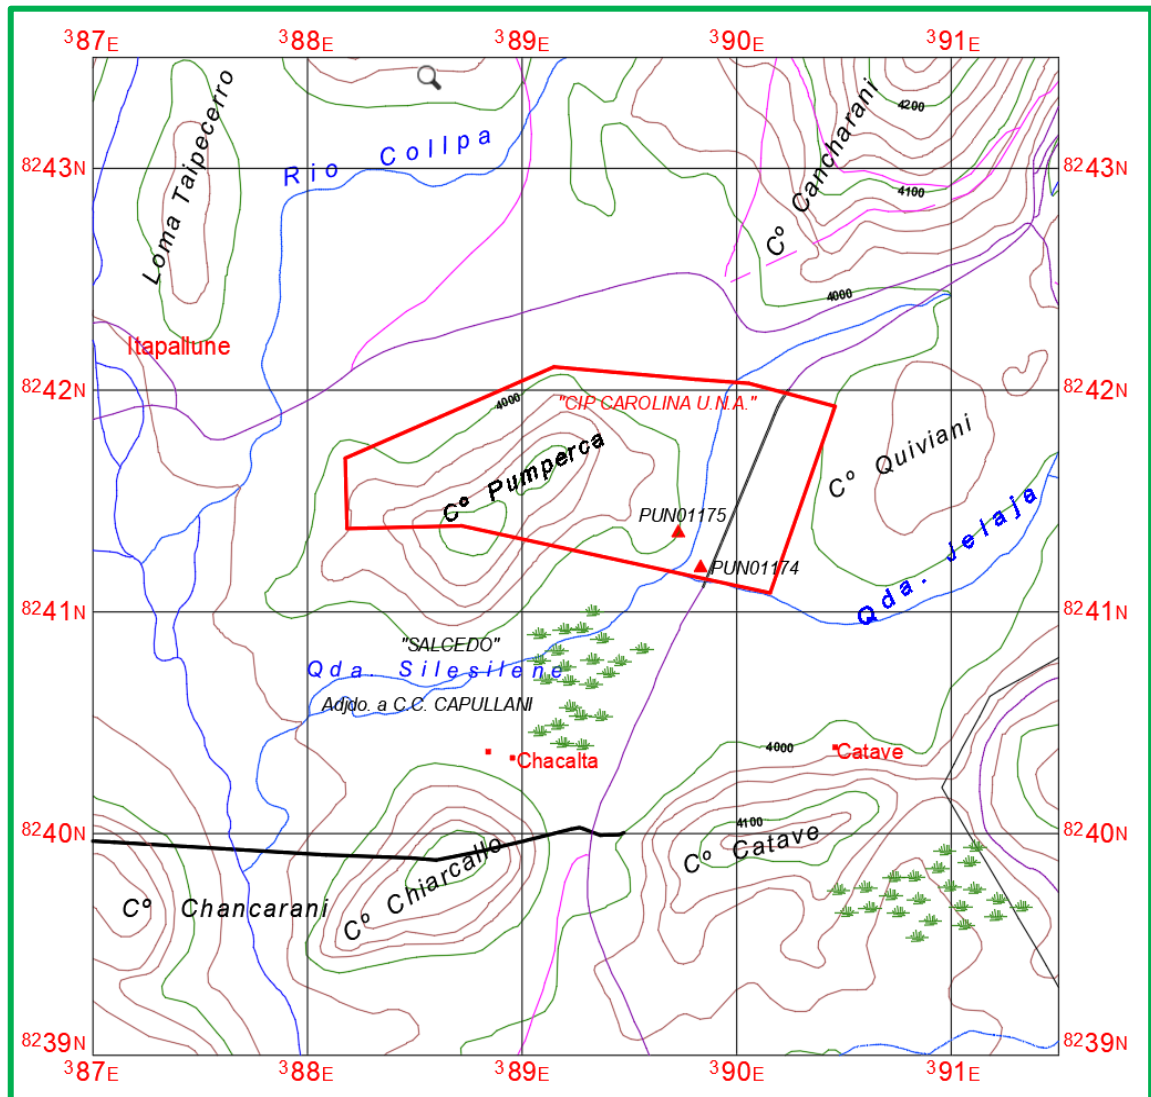 387E 388E 389E 390E 391E
Loma Taipecerro
Rio Collpa
Cº Cancharani
4200
8243N 8243N
4100
4000
Itapallune
8242N 8242N
4000
"CIP CAROLINA U.N.A."
Cº Pumperca
Cº Quiviani
PUN01175
PUN01174
Qda. Jelaja
8241N 8241N
"SALCEDO"
Qda. Silesilene
Adjdo. a C.C. CAPULLANI
4000
Catave
Chacalta
8240N 8240N
4100
Cº Catave
Cº Chiarcallo
Cº Chancarani
8239N 8239N
387E 388E 389E 390E 391E